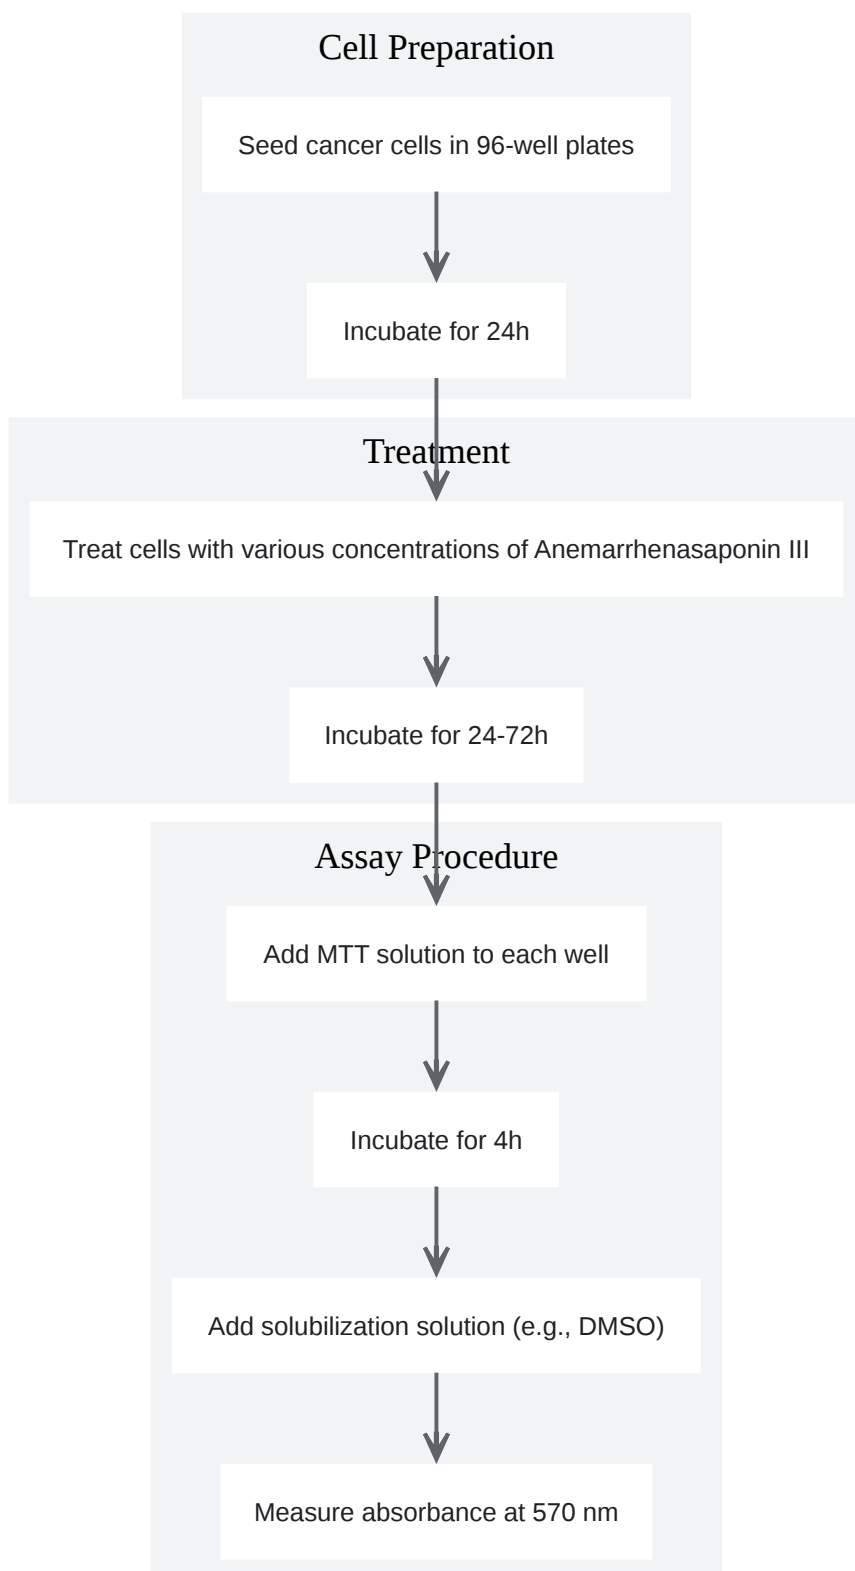 Cell Preparation
Seed cancer cells in 96-well plates
Incubate for 24h
Treatment
Treat cells with various concentrations of Anemarrhenasaponin III
Incubate for 24-72h
Assay Procedure
Add MTT solution to each well
Incubate for 4h
Add solubilization solution (e.g., DMSO)
Measure absorbance at 570 nm